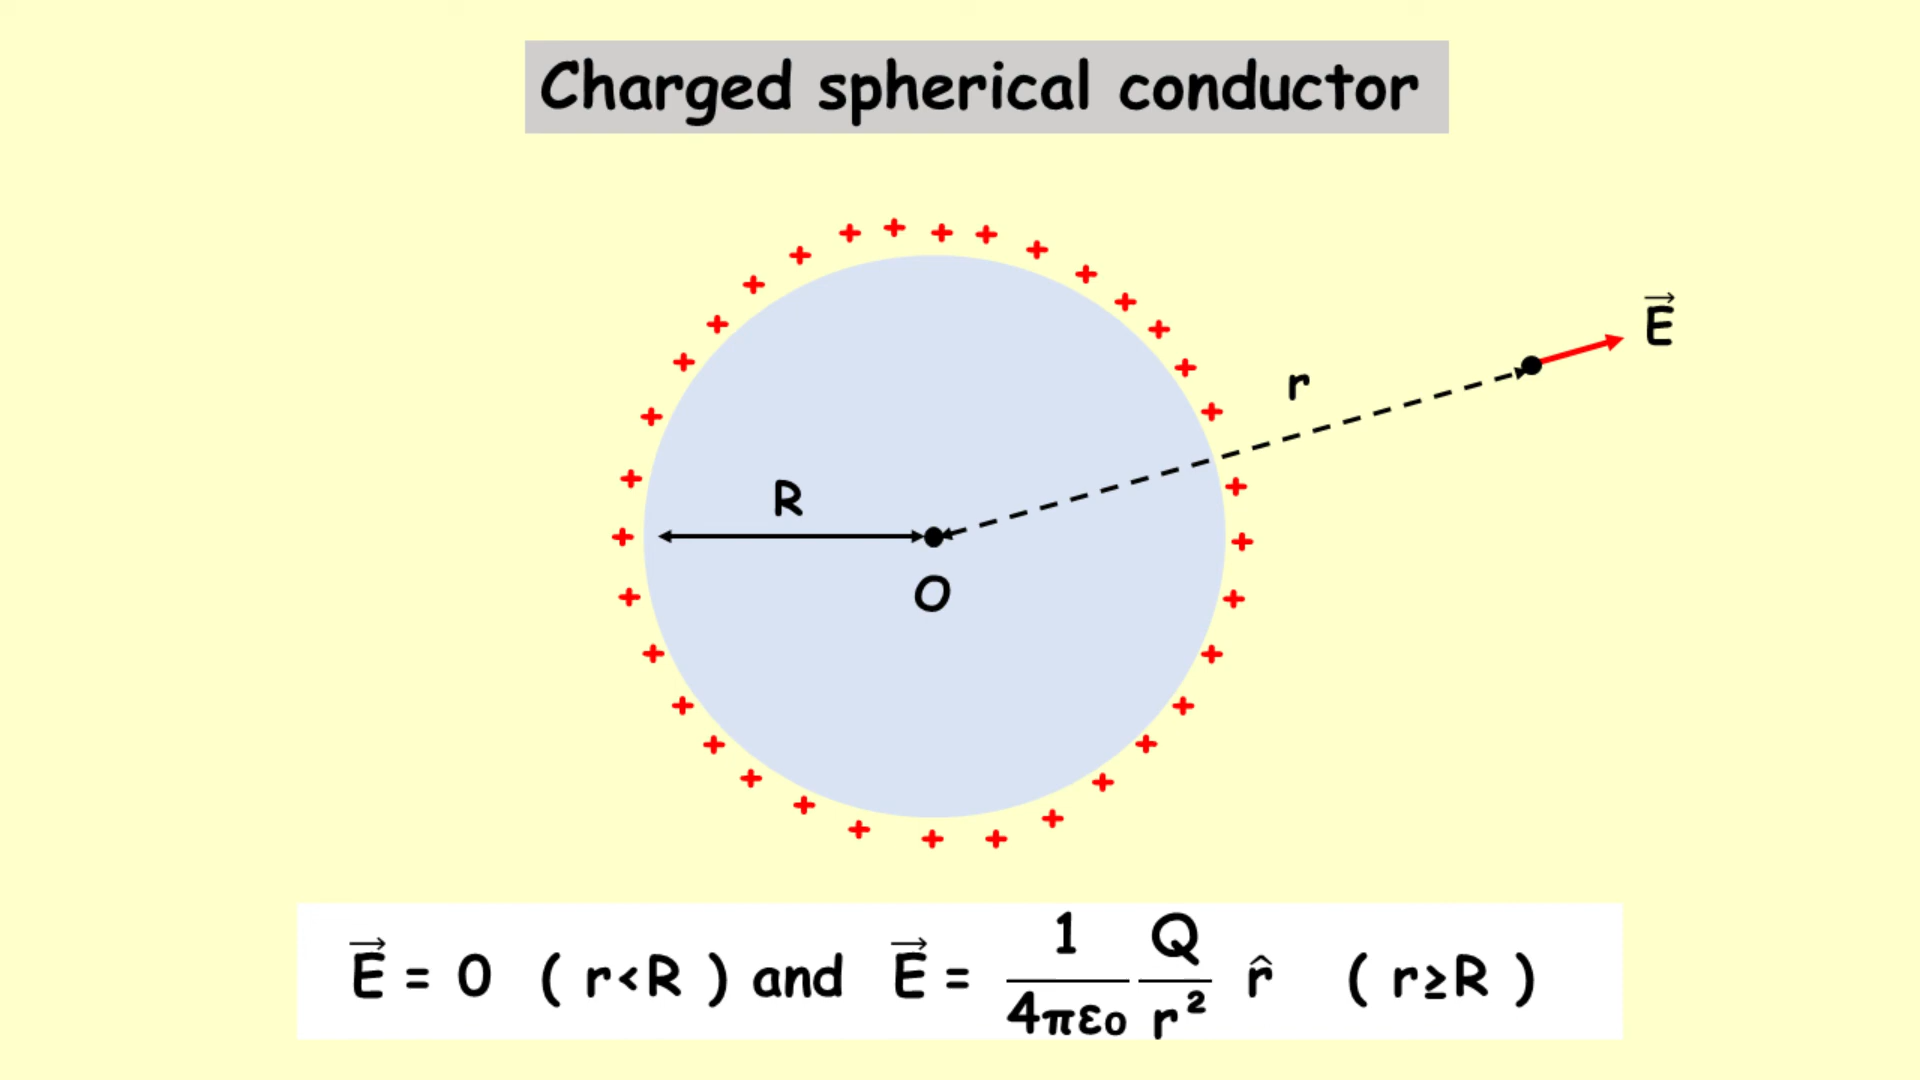 Charged spherical conductor
+ + + + + + + + + + + + + + + + + + + + + + + + + + + + + + + + + + + + +
E⃗
r
R
O
E⃗ = 0 ( r<R ) and E⃗ = 1/4πε₀ Q/r² r̂ ( r≥R )